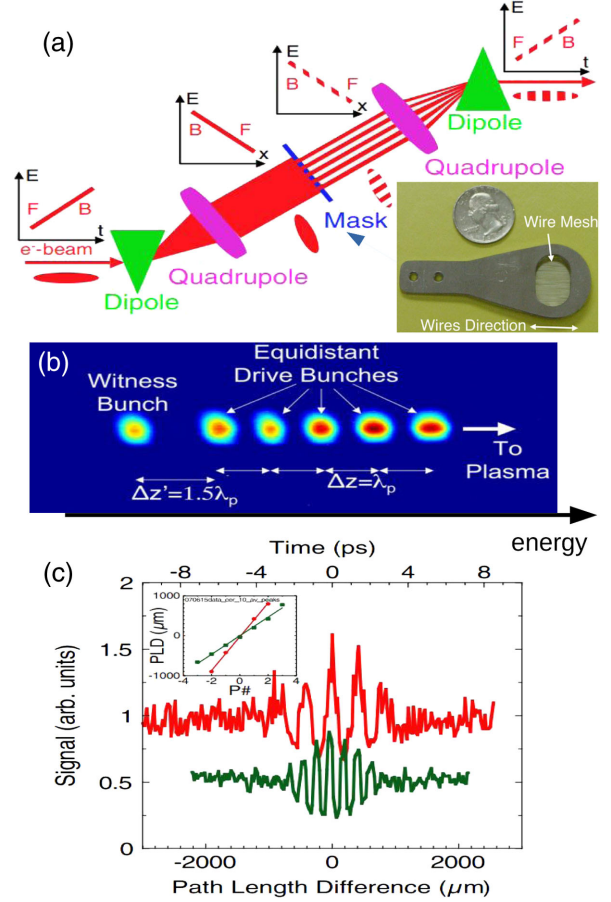 (a)
E
F
B
t
e⁻-beam
Dipole
E
B
F
x
Quadrupole
E
B
F
x
Mask
Quadrupole
Dipole
E
F
B
t
Wire Mesh
Wires Direction
(b)
Witness
Bunch
Equidistant
Drive Bunches
To
Plasma
Δz'=1.5λp
Δz=λp
energy
(c)
Time (ps)
-8 -4 0 4 8
2
1.5
1
0.5
0
Signal (arb. units)
1000
0
-1000
PLD (µm)
-4 -2 0 2 4
P#
-2000 0 2000
Path Length Difference (µm)